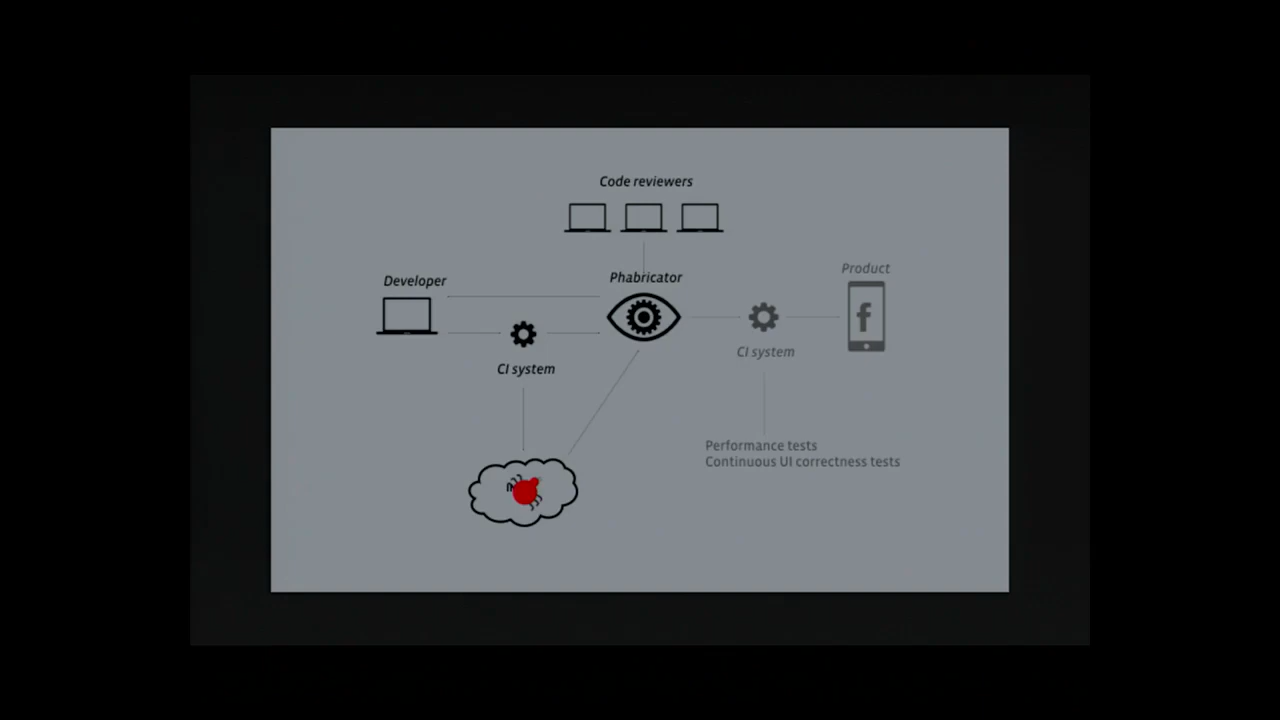 Code reviewers
Developer
Phabricator
Product
CI system
CI system
Performance tests
Continuous UI correctness tests